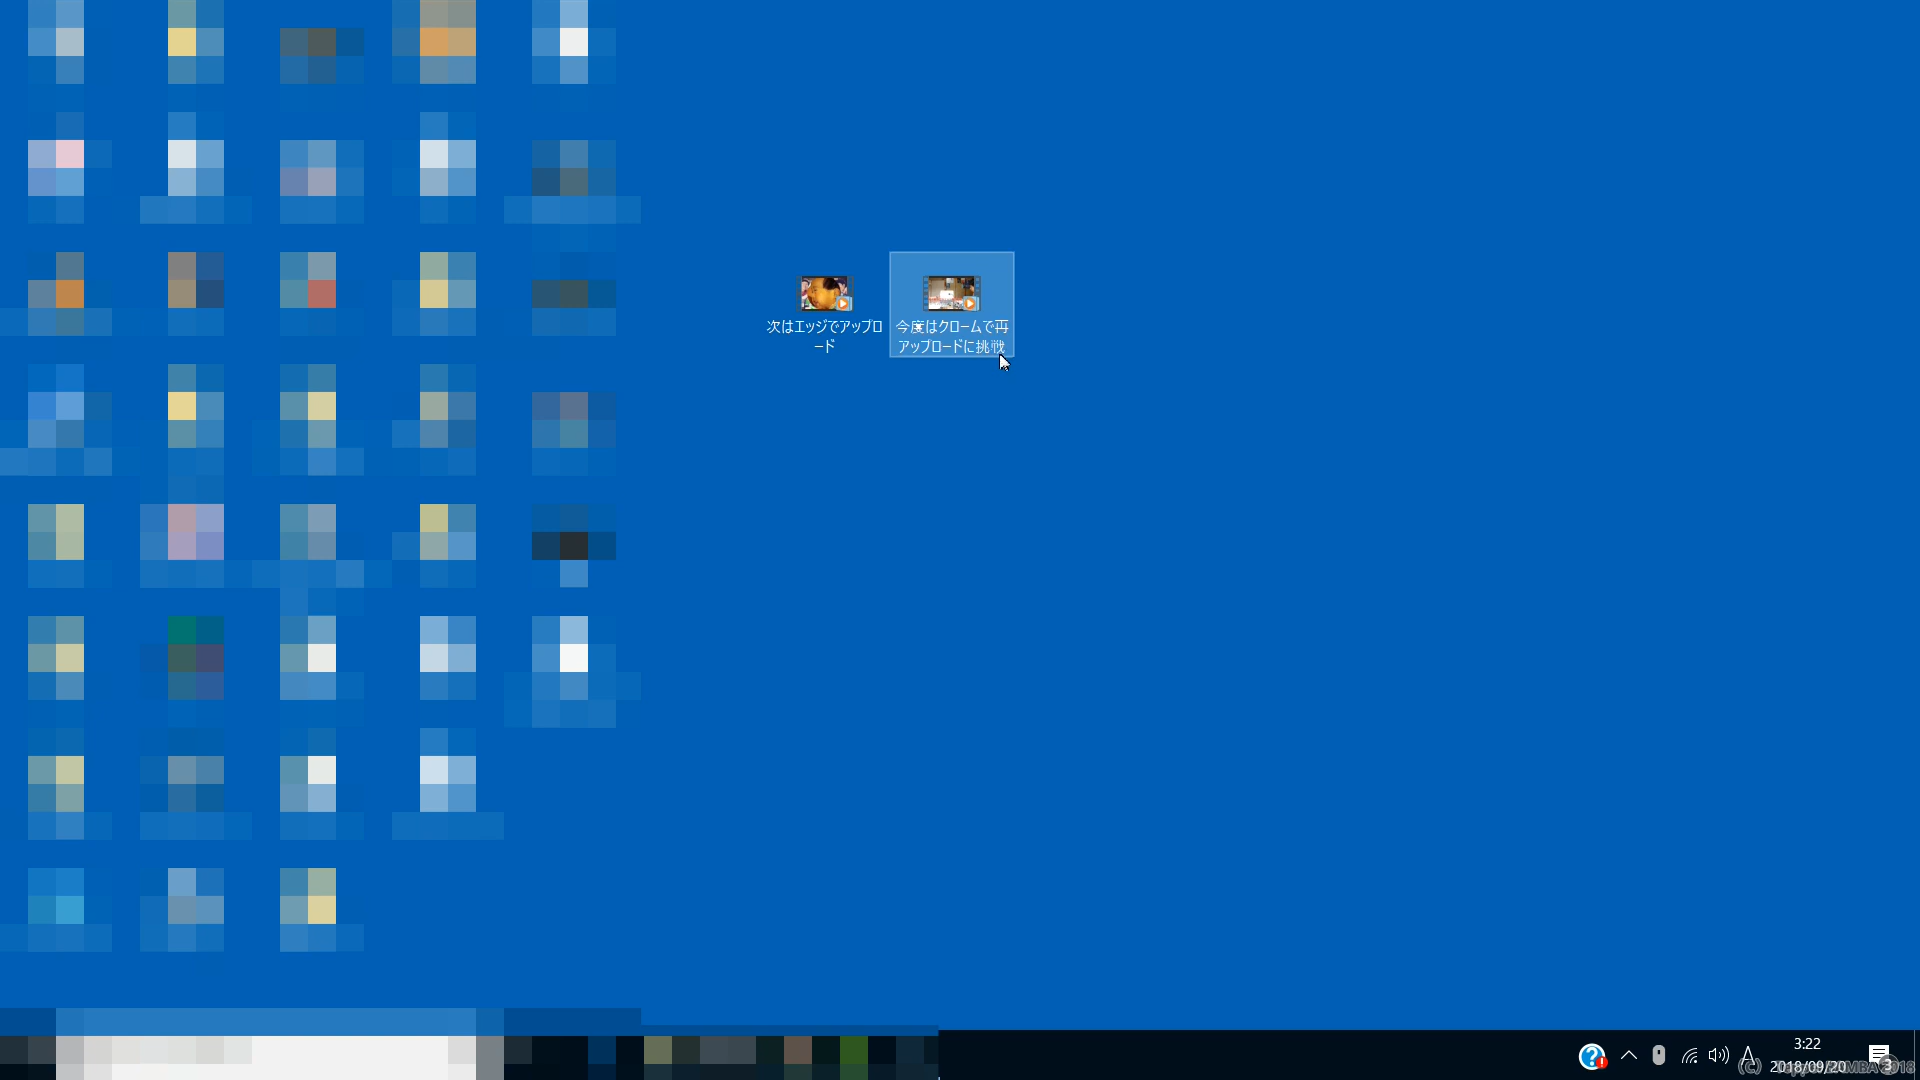 次はエッジでアップロ
ード
今度はクロームで再
アップロードに挑戦
A
3:22
2018/09/20
3